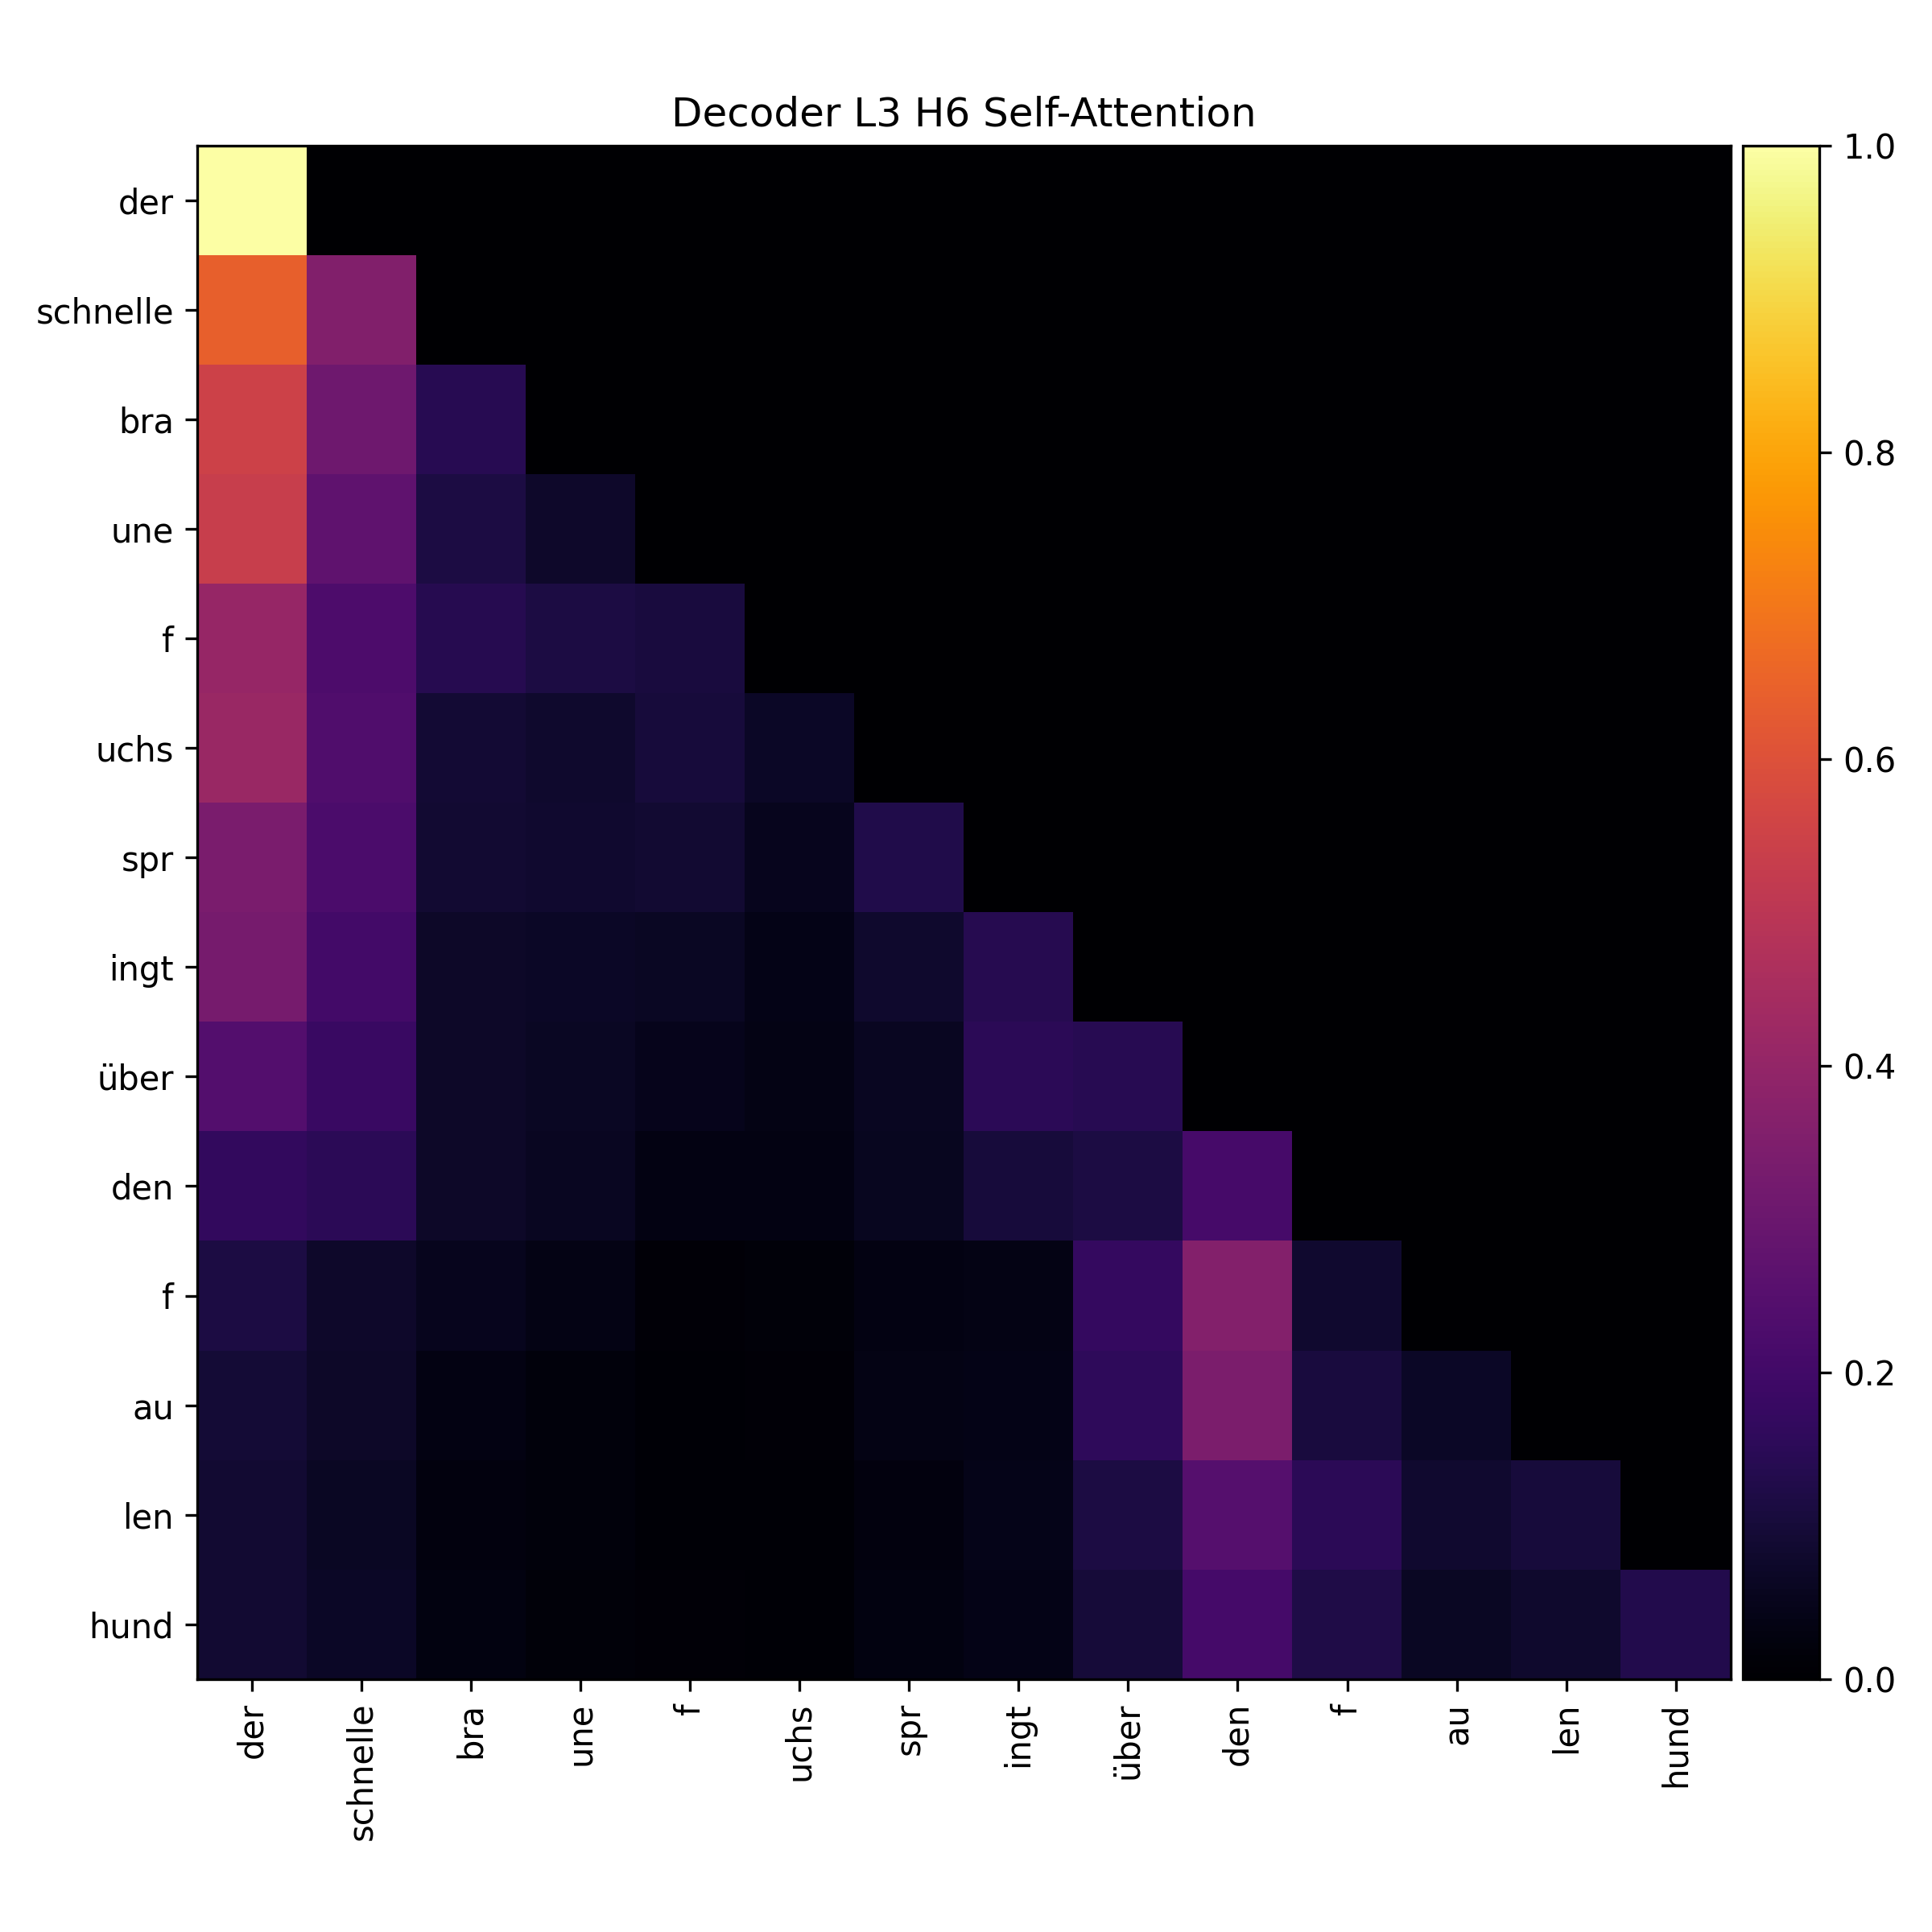 Decoder L3 H6 Self-Attention
der
schnelle
bra
une
f
uchs
spr
ingt
über
den
f
au
len
hund
der
schnelle
bra
une
f
uchs
spr
ingt
über
den
f
au
len
hund
1.0
0.8
0.6
0.4
0.2
0.0